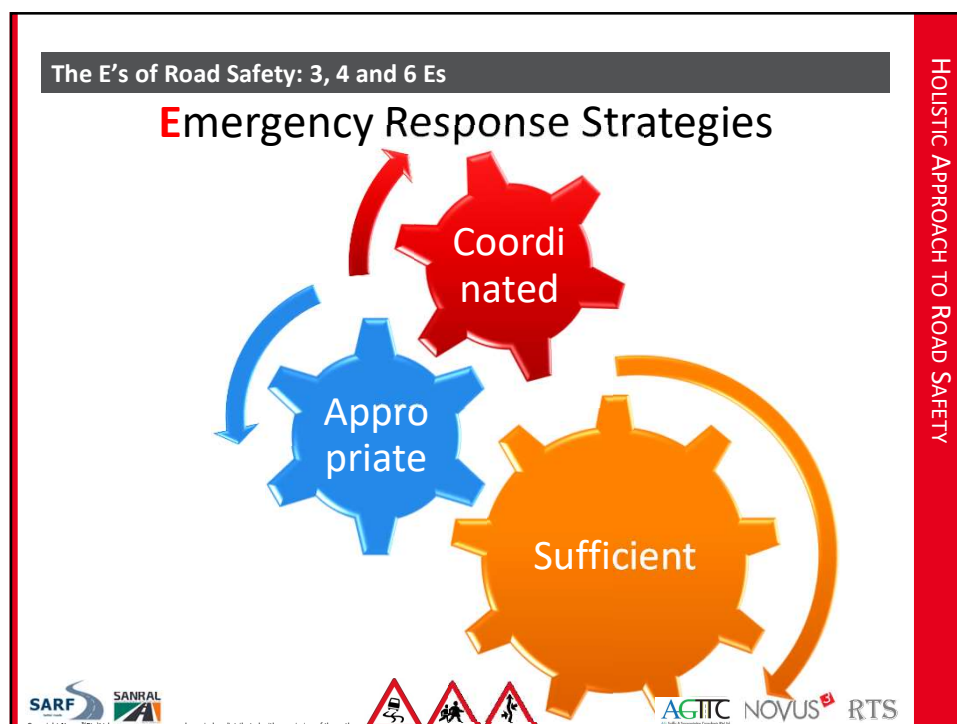 The E’s of Road Safety: 3, 4 and 6 Es
Emergency Response Strategies
Coordi
nated
Appro
priate
Sufficient
HOLISTIC APPROACH TO ROAD SAFETY
SARF
SANRAL
AGTTC NOVUS3 RTS